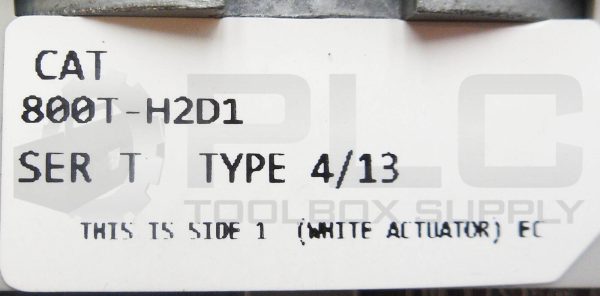 CAT
800T-H2D1
SER T TYPE 4/13
THIS IS SIDE 1 (WHITE ACTUATOR) EC
PLC
TOOLBOX SUPPLY